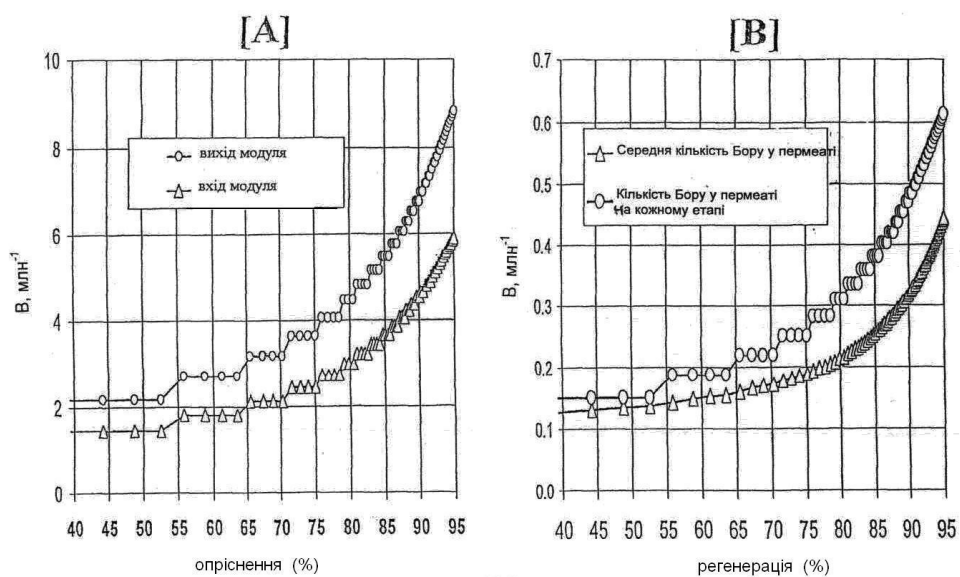 [A]
10
8
6
4
2
0
В, млн⁻¹
вихід модуля
вхід модуля
40 45 50 55 60 65 70 75 80 85 90 95
опріснення (%)
[B]
0.7
0.6
0.5
0.4
0.3
0.2
0.1
0.0
В, млн⁻¹
Середня кількість Бору у пермеаті
Кількість Бору у пермеаті
на кожному етапі
40 45 50 55 60 65 70 75 80 85 90 95
регенерація (%)